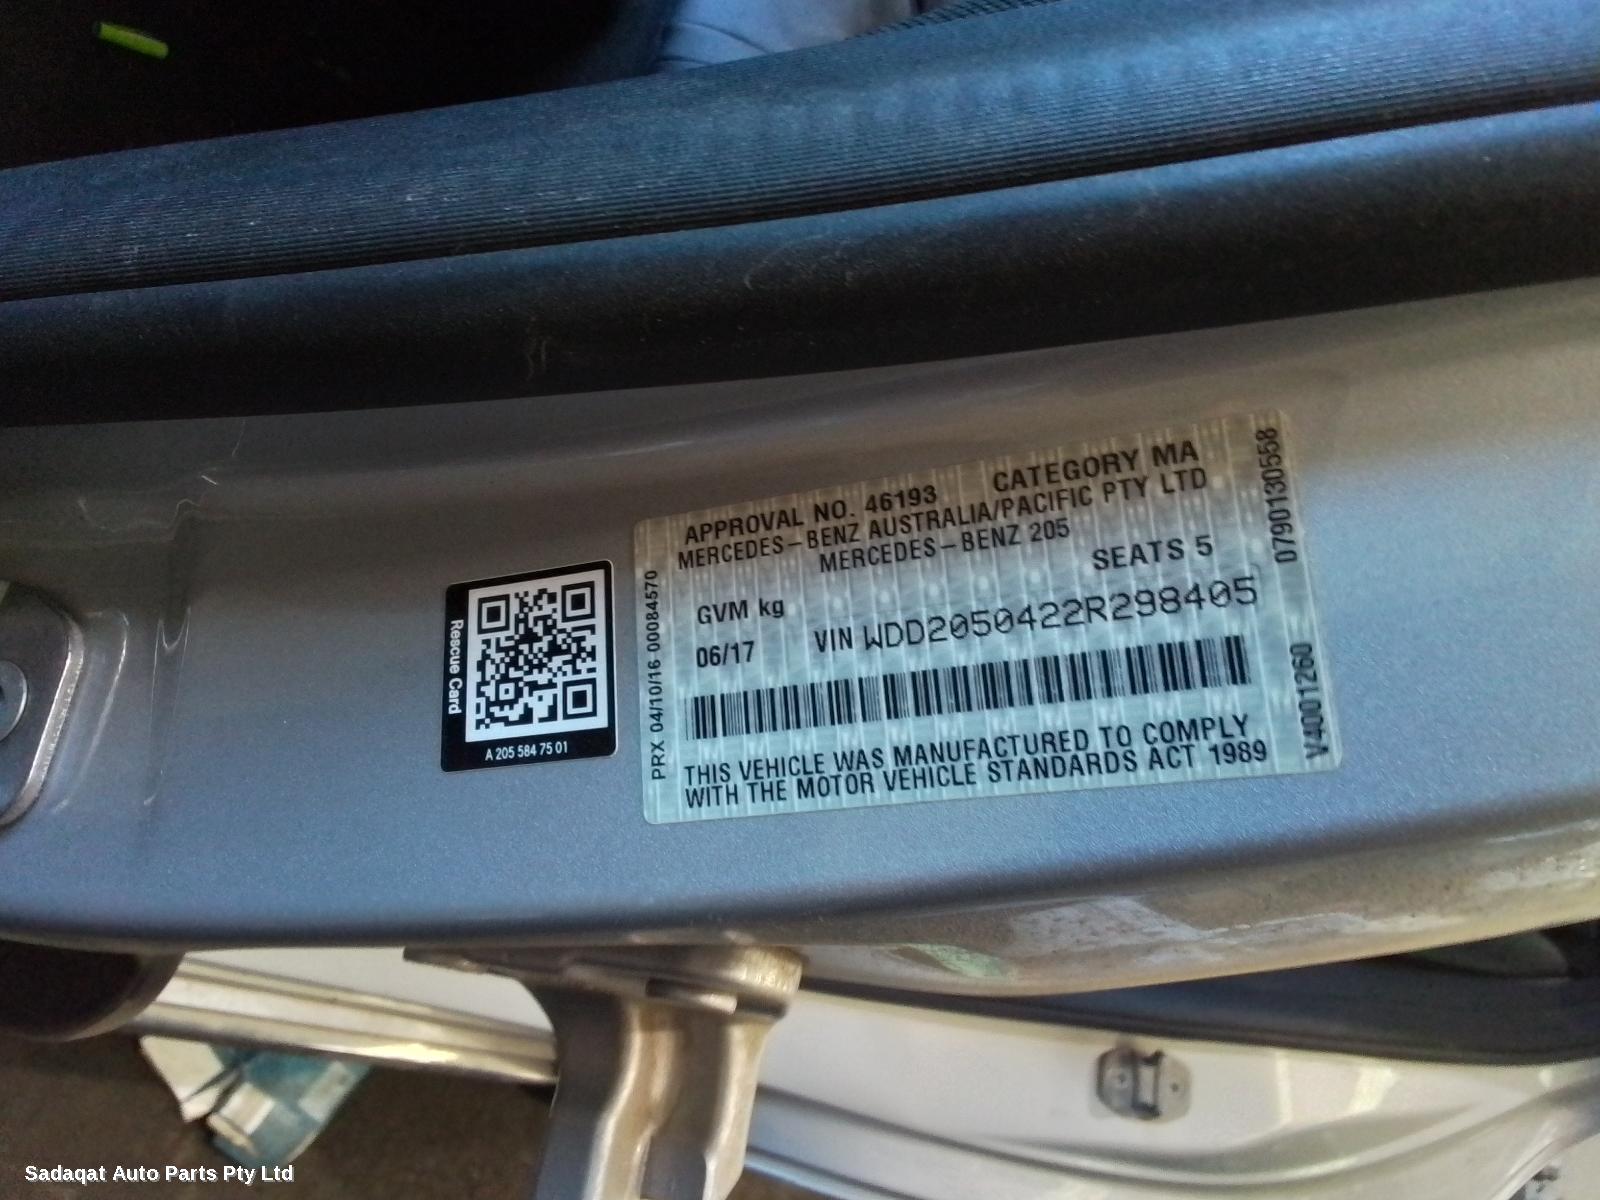 APPROVAL NO. 46193 CATEGORY MA
MERCEDES-BENZ AUSTRALIA/PACIFIC PTY LTD
MERCEDES-BENZ 205
SEATS 5
GVM kg
06/17 VIN WDD2050422R298405
THIS VEHICLE WAS MANUFACTURED TO COMPLY
WITH THE MOTOR VEHICLE STANDARDS ACT 1989
PRX 04/10/16 00084570
V4001260 0790130558
Rescue Card
A 205 584 75 01
Sadaqat Auto Parts Pty Ltd